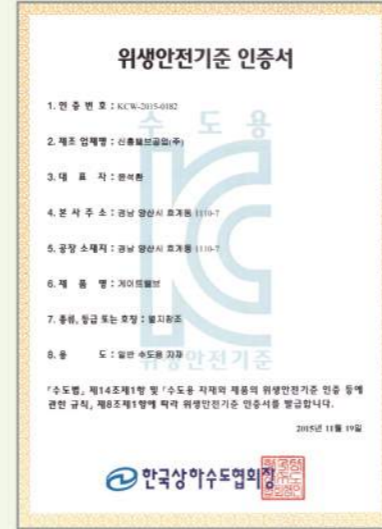 위생안전기준 인증서
1. 인 증 번 호 : KCW-2015-0182
2. 제조 업체명 : 신흥밸브공업(주)
3. 대 표 자 : 윤석환
4. 본 사 주 소 : 경남 양산시 효계동 1110-7
5. 공장 소재지 : 경남 양산시 효계동 1110-7
6. 제 품 명 : 게이트밸브
7. 종류, 등급 또는 호칭 : 별지참조
8. 용 도 : 일반 수도용 자재
「수도법」 제14조제1항 및 「수도용 자재와 제품의 위생안전기준 인증 등에
관한 규칙」 제8조제1항에 따라 위생안전기준 인증서를 발급합니다.
2015년 11월 19일
한국상하수도협회장
수 도 용
KC
위생안전기준